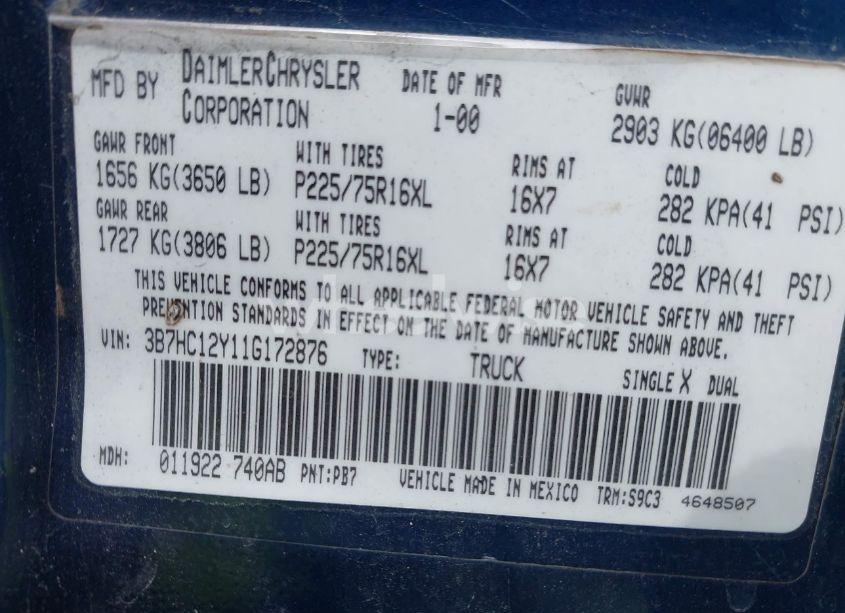 MFD BY DAIMLERCHRYSLER CORPORATION DATE OF MFR 1-00 GVWR 2903 KG(06400 LB)
GAWR FRONT WITH TIRES RIMS AT COLD
1656 KG(3650 LB) P225/75R16XL 16X7 282 KPA(41 PSI)
GAWR REAR WITH TIRES RIMS AT COLD
1727 KG(3806 LB) P225/75R16XL 16X7 282 KPA(41 PSI)
THIS VEHICLE CONFORMS TO ALL APPLICABLE FEDERAL MOTOR VEHICLE SAFETY AND THEFT
PREVENTION STANDARDS IN EFFECT ON THE DATE OF MANUFACTURE SHOWN ABOVE.
VIN: 3B7HC12Y11G172876 TYPE: TRUCK SINGLE X DUAL
MDH: 011922 740AB PNT:PB7 VEHICLE MADE IN MEXICO TRM:S9C3 4648507